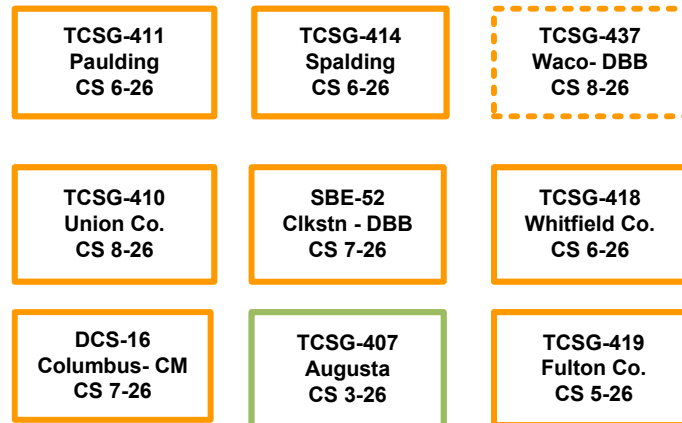 TCSG-411
Paulding
CS 6-26
TCSG-414
Spalding
CS 6-26
TCSG-437
Waco- DBB
CS 8-26
TCSG-410
Union Co.
CS 8-26
SBE-52
Clkstn - DBB
CS 7-26
TCSG-418
Whitfield Co.
CS 6-26
DCS-16
Columbus- CM
CS 7-26
TCSG-407
Augusta
CS 3-26
TCSG-419
Fulton Co.
CS 5-26